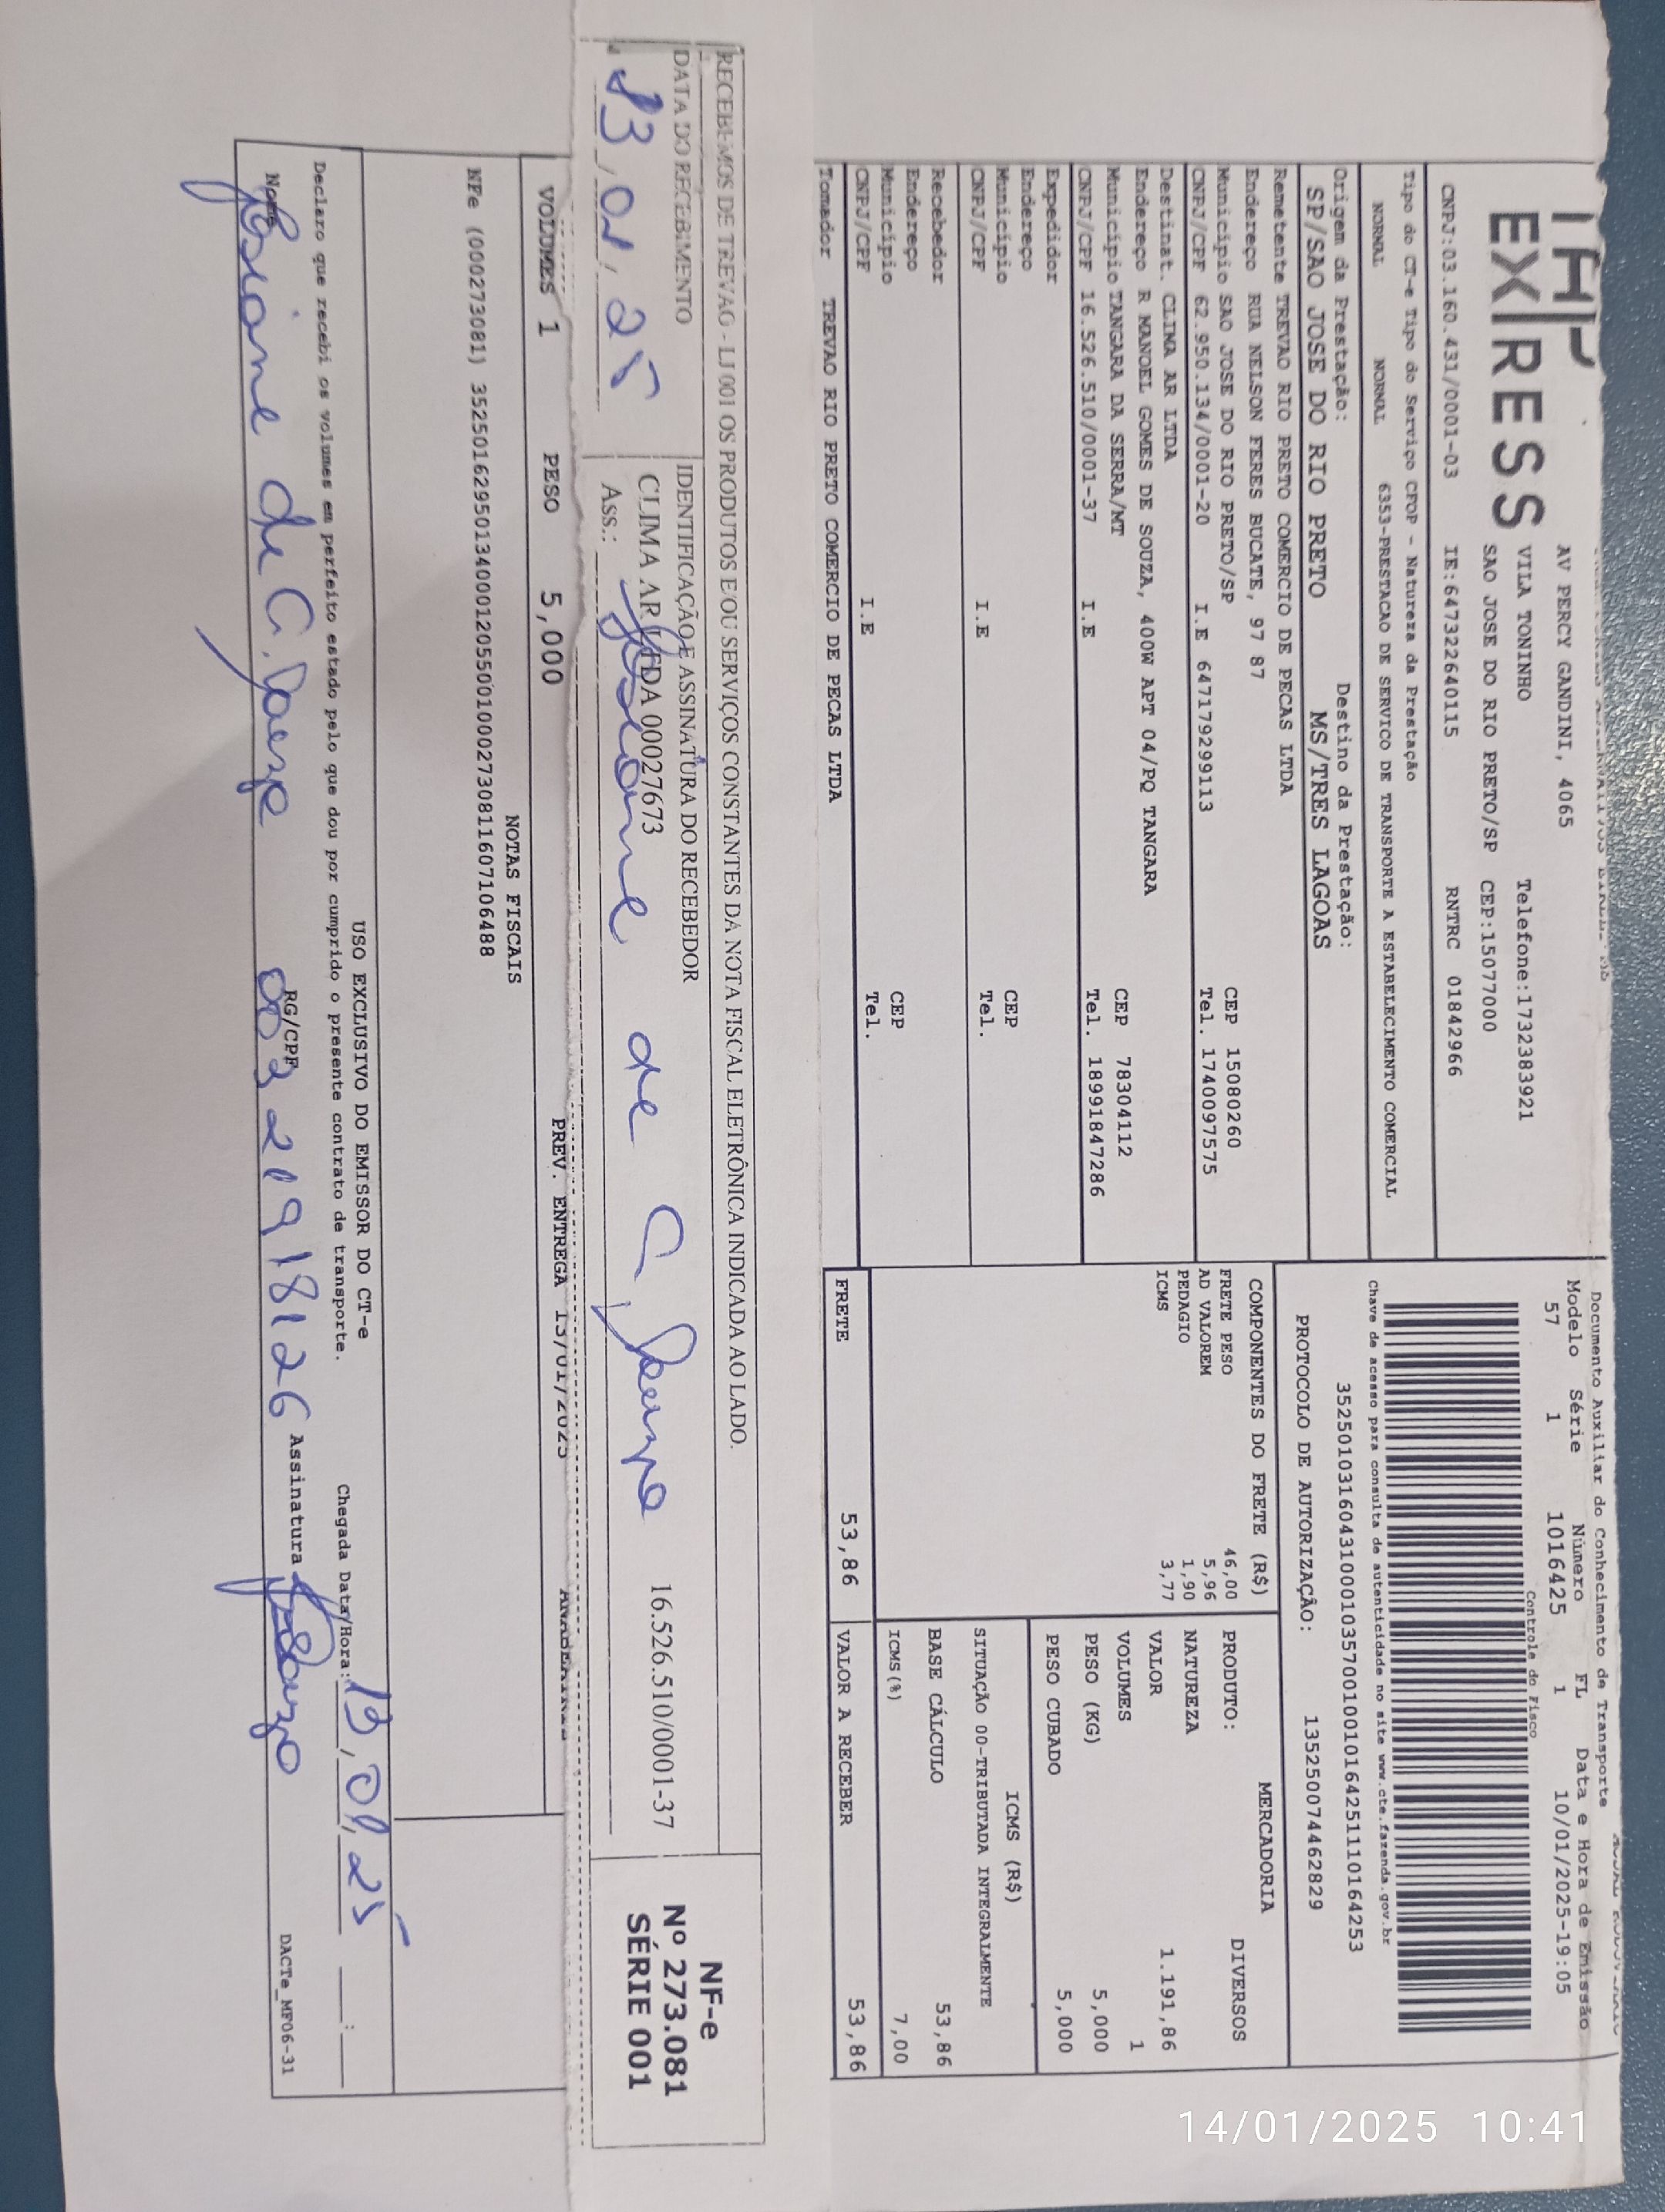 EXPRESS
AV PERCY GANDINI, 4065
VILA TONINHO Telefone:1732383921
SAO JOSE DO RIO PRETO/SP CEP:15077000
CNPJ:03.160.431/0001-03 IE:647322640115 RNTRC 01842966
Documento Auxiliar do Conhecimento de Transporte
Modelo Série Número FL Data e Hora de Emissão
57 1 1016425 1 10/01/2025-19:05
Controle do Fisco
Chave de acesso para consulta de autenticidade no site www.cte.fazenda.gov.br
35250103160431000103570010010164251110164253
PROTOCOLO DE AUTORIZAÇÃO: 135250074462829
Tipo do CT-e Tipo do Serviço CFOP - Natureza da Prestação
NORMAL NORMAL 6353-PRESTACAO DE SERVICO DE TRANSPORTE A ESTABELECIMENTO COMERCIAL
Origem da Prestação: Destino da Prestação:
SP/SAO JOSE DO RIO PRETO MS/TRES LAGOAS
Remetente TREVAO RIO PRETO COMERCIO DE PECAS LTDA
Endereço RUA NELSON FERES BUCATE, 97 87
Município SAO JOSE DO RIO PRETO/SP CEP 15080260
CNPJ/CPF 62.950.134/0001-20 I.E 647179299113 Tel. 1740097575
Destinat. CLIMA AR LTDA
Endereço R MANOEL GOMES DE SOUZA, 400W APT 04/PQ TANGARA
Município TANGARA DA SERRA/MT CEP 78304112
CNPJ/CPF 16.526.510/0001-37 I.E Tel. 18991847286
Expedidor
Endereço
Município CEP
CNPJ/CPF I.E Tel.
Recebedor
Endereço
Município CEP
CNPJ/CPF I.E Tel.
Tomador TREVAO RIO PRETO COMERCIO DE PECAS LTDA
COMPONENTES DO FRETE (R$)
FRETE PESO 46,00
AD VALOREM 5,96
PEDAGIO 1,90
ICMS 3,77
MERCADORIA
PRODUTO: DIVERSOS
NATUREZA
VALOR 1.191,86
VOLUMES 1
PESO (KG) 5,000
PESO CUBADO 5,000
ICMS (R$)
SITUAÇÃO 00-TRIBUTADA INTEGRALMENTE
BASE CÁLCULO 53,86
ICMS(%) 7,00
FRETE 53,86 VALOR A RECEBER 53,86
RECEBEMOS DE TREVAO - LJ 001 OS PRODUTOS E/OU SERVIÇOS CONSTANTES DA NOTA FISCAL ELETRÔNICA INDICADA AO LADO.
DATA DO RECEBIMENTO IDENTIFICAÇÃO E ASSINATURA DO RECEBEDOR
13,01,25 CLIMA AR LTDA 00027673 16.526.510/0001-37
Ass.: Josiane de C.
NF-e
Nº 273.081
SÉRIE 001
VOLUMES 1 PESO 5,000 PREV. ENTREGA 13/01/2025
NOTAS FISCAIS
NFe (000273081) 35250162950134000120550010002730811607106488
USO EXCLUSIVO DO EMISSOR DO CT-e
Declaro que recebi os volumes em perfeito estado pelo que dou por cumprido o presente contrato de transporte. Chegada Data/Hora: 13,01,25 __:__
Nome Josiane de C. RG/CPF Assinatura
DACTe_MF06-31
14/01/2025 10:41